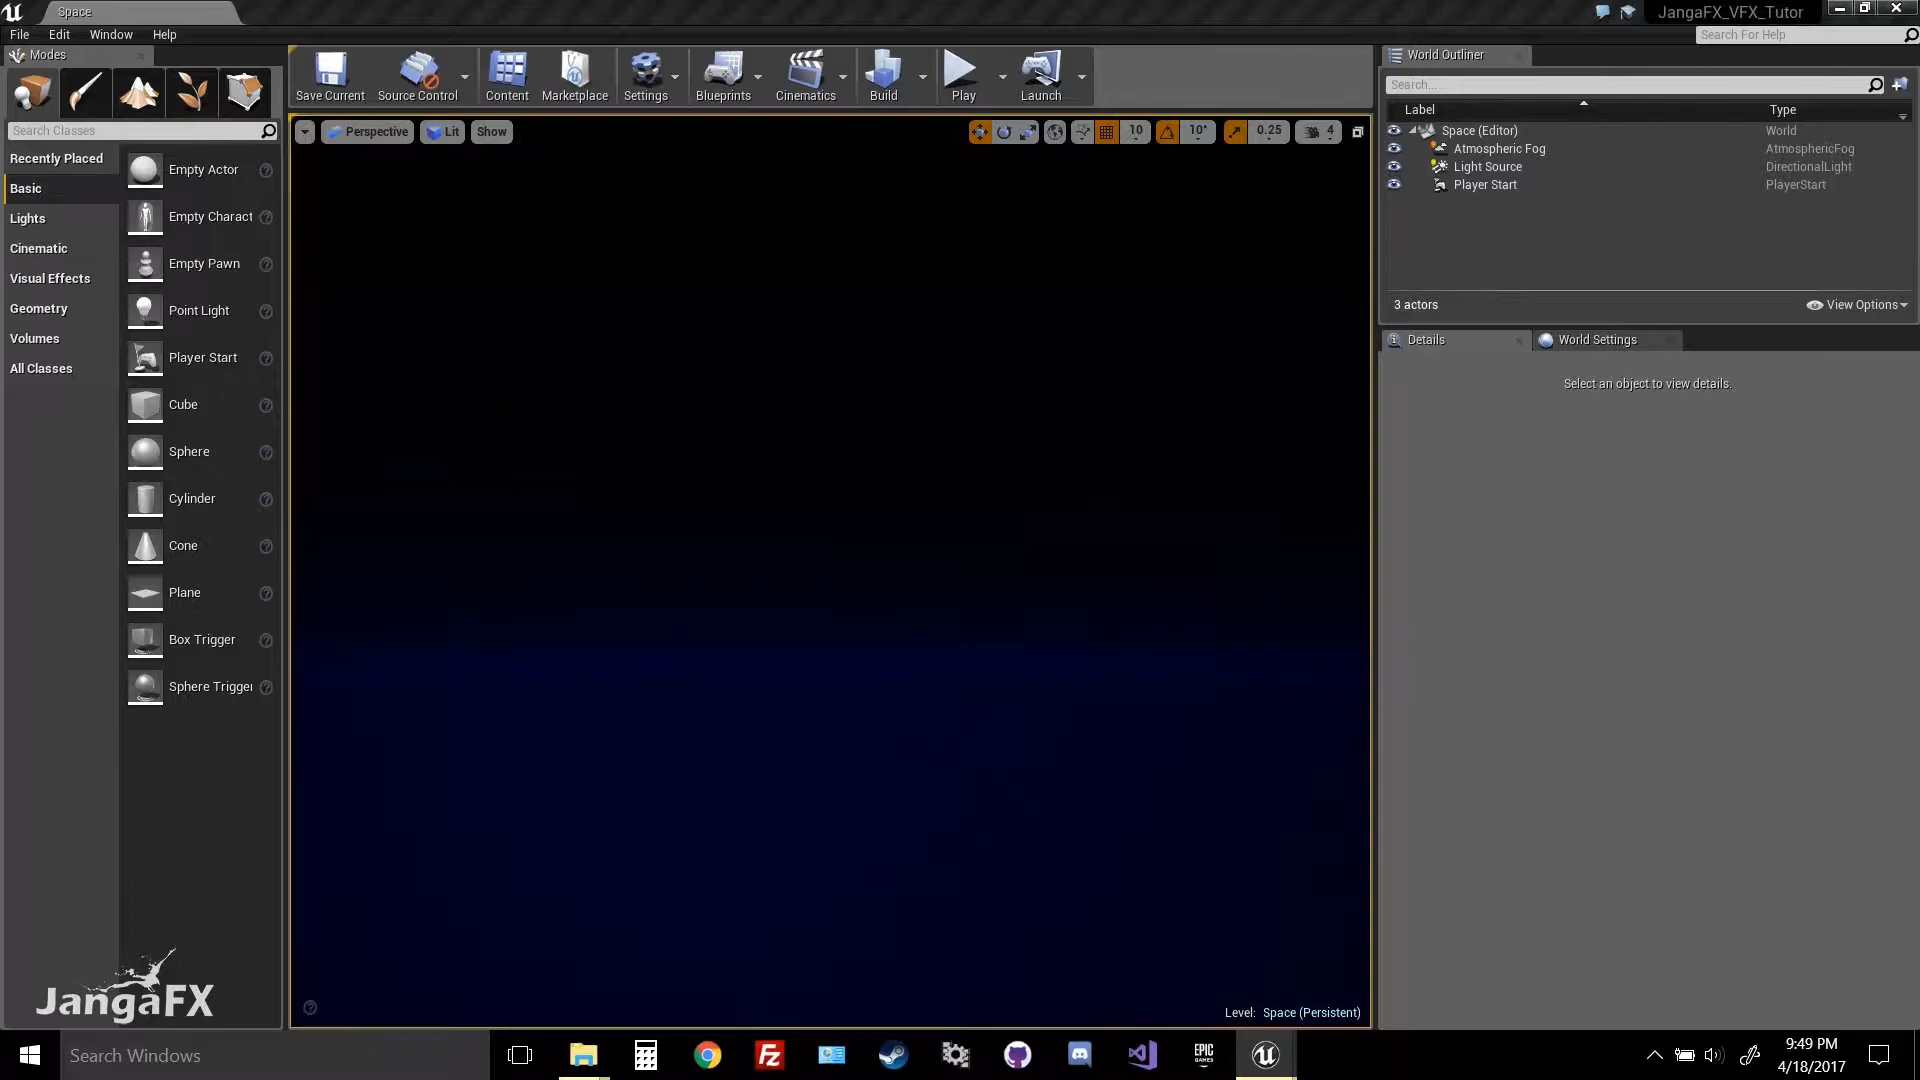 Space
JangaFX_VFX_Tutor
File Edit Window Help
Search For Help
Modes
Save Current
Source Control
Content
Marketplace
Settings
Blueprints
Cinematics
Build
Play
Launch
World Outliner
Search Classes
Search...
Label
Type
Perspective
Lit
Show
10
10°
0.25
4
Space (Editor) World
Atmospheric Fog AtmosphericFog
Light Source DirectionalLight
Player Start PlayerStart
3 actors
View Options
Details
World Settings
Select an object to view details.
Recently Placed
Basic
Lights
Cinematic
Visual Effects
Geometry
Volumes
All Classes
Empty Actor
Empty Charact
Empty Pawn
Point Light
Player Start
Cube
Sphere
Cylinder
Cone
Plane
Box Trigger
Sphere Trigger
JangaFX
Level: Space (Persistent)
Search Windows
Fz
EPIC
GAMES
9:49 PM
4/18/2017